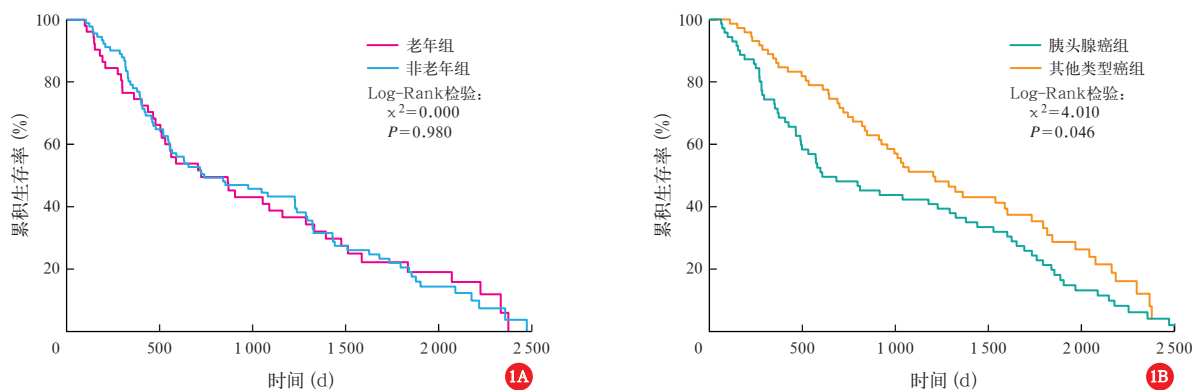 100
80
60
40
20
累积生存率 (%)
老年组
非老年组
Log-Rank检验：
x²=0.000
P=0.980
0
500
1 000
1 500
2 000
2 500
时间 (d)
1A
100
80
60
40
20
累积生存率 (%)
胰头腺癌组
其他类型癌组
Log-Rank检验：
x²=4.010
P=0.046
0
500
1 000
1 500
2 000
2 500
时间 (d)
1B